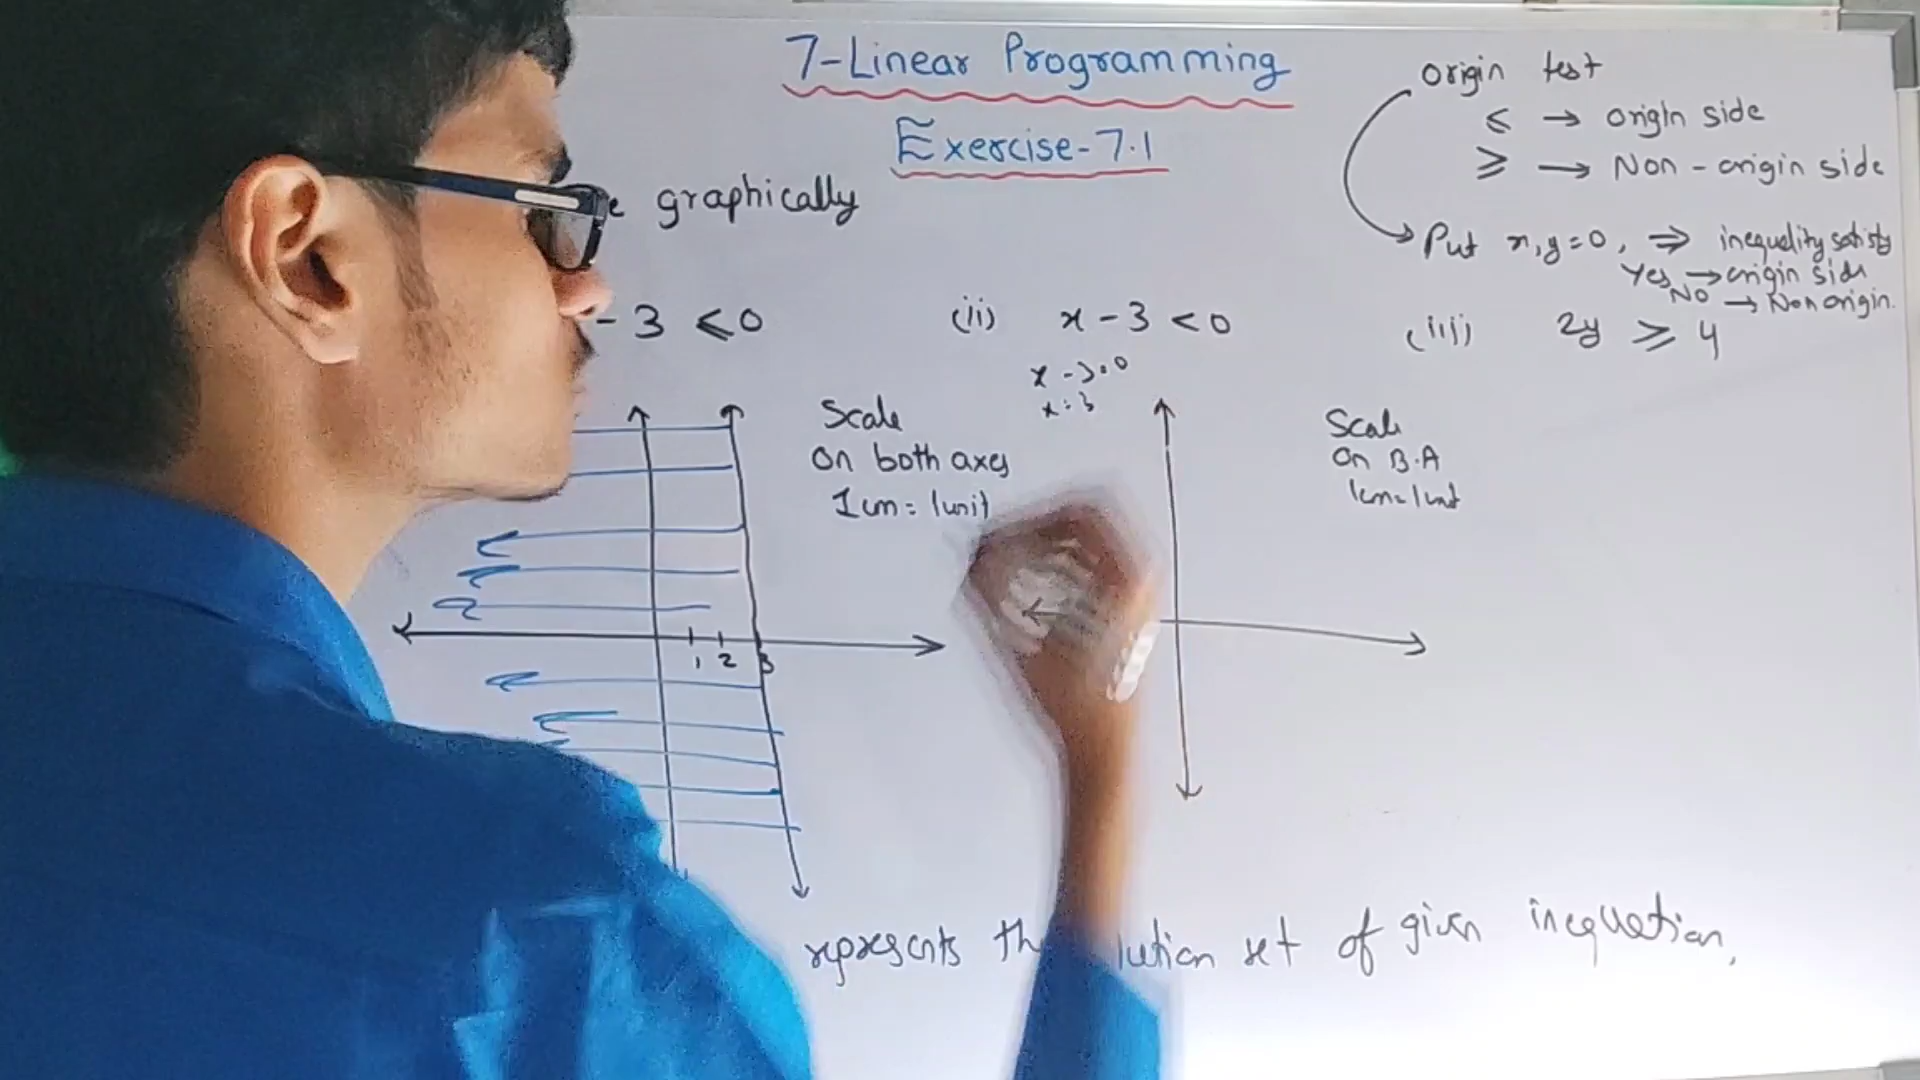 7-Linear Programming
Exercise-7.1
graphically
Origin test
⩽ → Origin side
⩾ → Non-origin side
Put x,y=0, ⇒ inequality satisfy
Yes → origin side
NO → Non origin.
-3 ⩽0
(ii) x-3<0
x-3=0
x=3
(iii) 2y ⩾ 4
Scale
On both axes
1cm = 1unit
1 2 3
Scale
On B.A
1cm=1unit
represents set of given inequation.